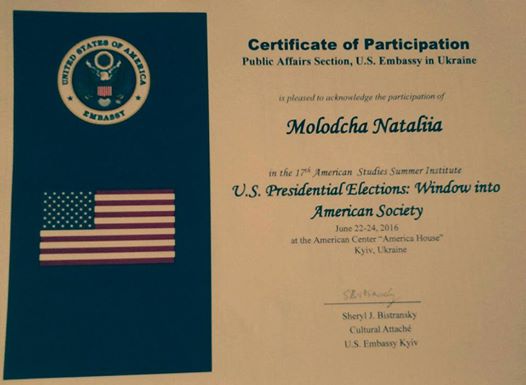 UNITED STATES OF AMERICA
EMBASSY
Certificate of Participation
Public Affairs Section, U.S. Embassy in Ukraine
is pleased to acknowledge the participation of
Molodcha Nataliia
in the 17th American Studies Summer Institute
U.S. Presidential Elections: Window into
American Society
June 22-24, 2016
at the American Center "America House"
Kyiv, Ukraine
Sheryl J. Bistransky
Cultural Attaché
U.S. Embassy Kyiv